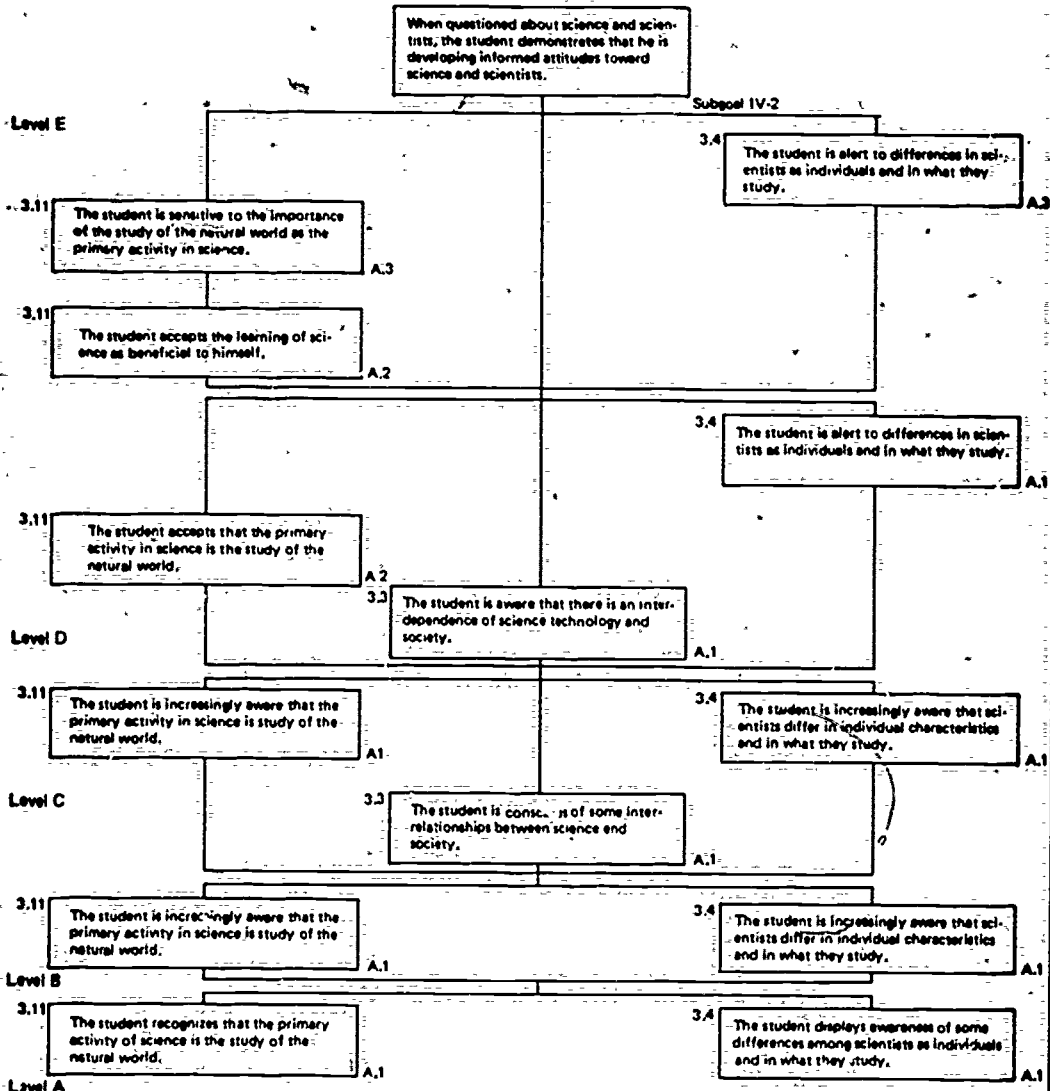 When questioned about science and scien-
tists, the student demonstrates that he is
developing informed attitudes toward
science and scientists.
Subgoal IV-2
Level E
3.4
The student is alert to differences in sci-
entists as individuals and in what they
study.
A.3
3.11
The student is sensitive to the importance
of the study of the natural world as the
primary activity in science.
A.3
3.11
The student accepts the learning of sci-
ence as beneficial to himself.
A.2
3.4
The student is alert to differences in scien-
tists as individuals and in what they study.
A.1
3.11
The student accepts that the primary
activity in science is the study of the
natural world.
A.2
3.3
The student is aware that there is an inter-
dependence of science technology and
society.
A.1
Level D
3.11
The student is increasingly aware that the
primary activity in science is study of the
natural world.
A1
3.4
The student is increasingly aware that sci-
entists differ in individual characteristics
and in what they study.
A.1
Level C
3.3
The student is of some inter-
relationships between science end
society.
A.1
3.11
The student is increasingly aware that the
primary activity in science is study of the
natural world.
A.1
3.4
The student is increasingly aware that sci-
entists differ in individual characteristics
and in what they study.
A.1
Level B
3.11
The student recognizes that the primary
activity of science is the study of the
natural world.
A.1
3.4
The student displays awareness of some
differences among scientists as individuals
and in what they study.
A.1
Level A